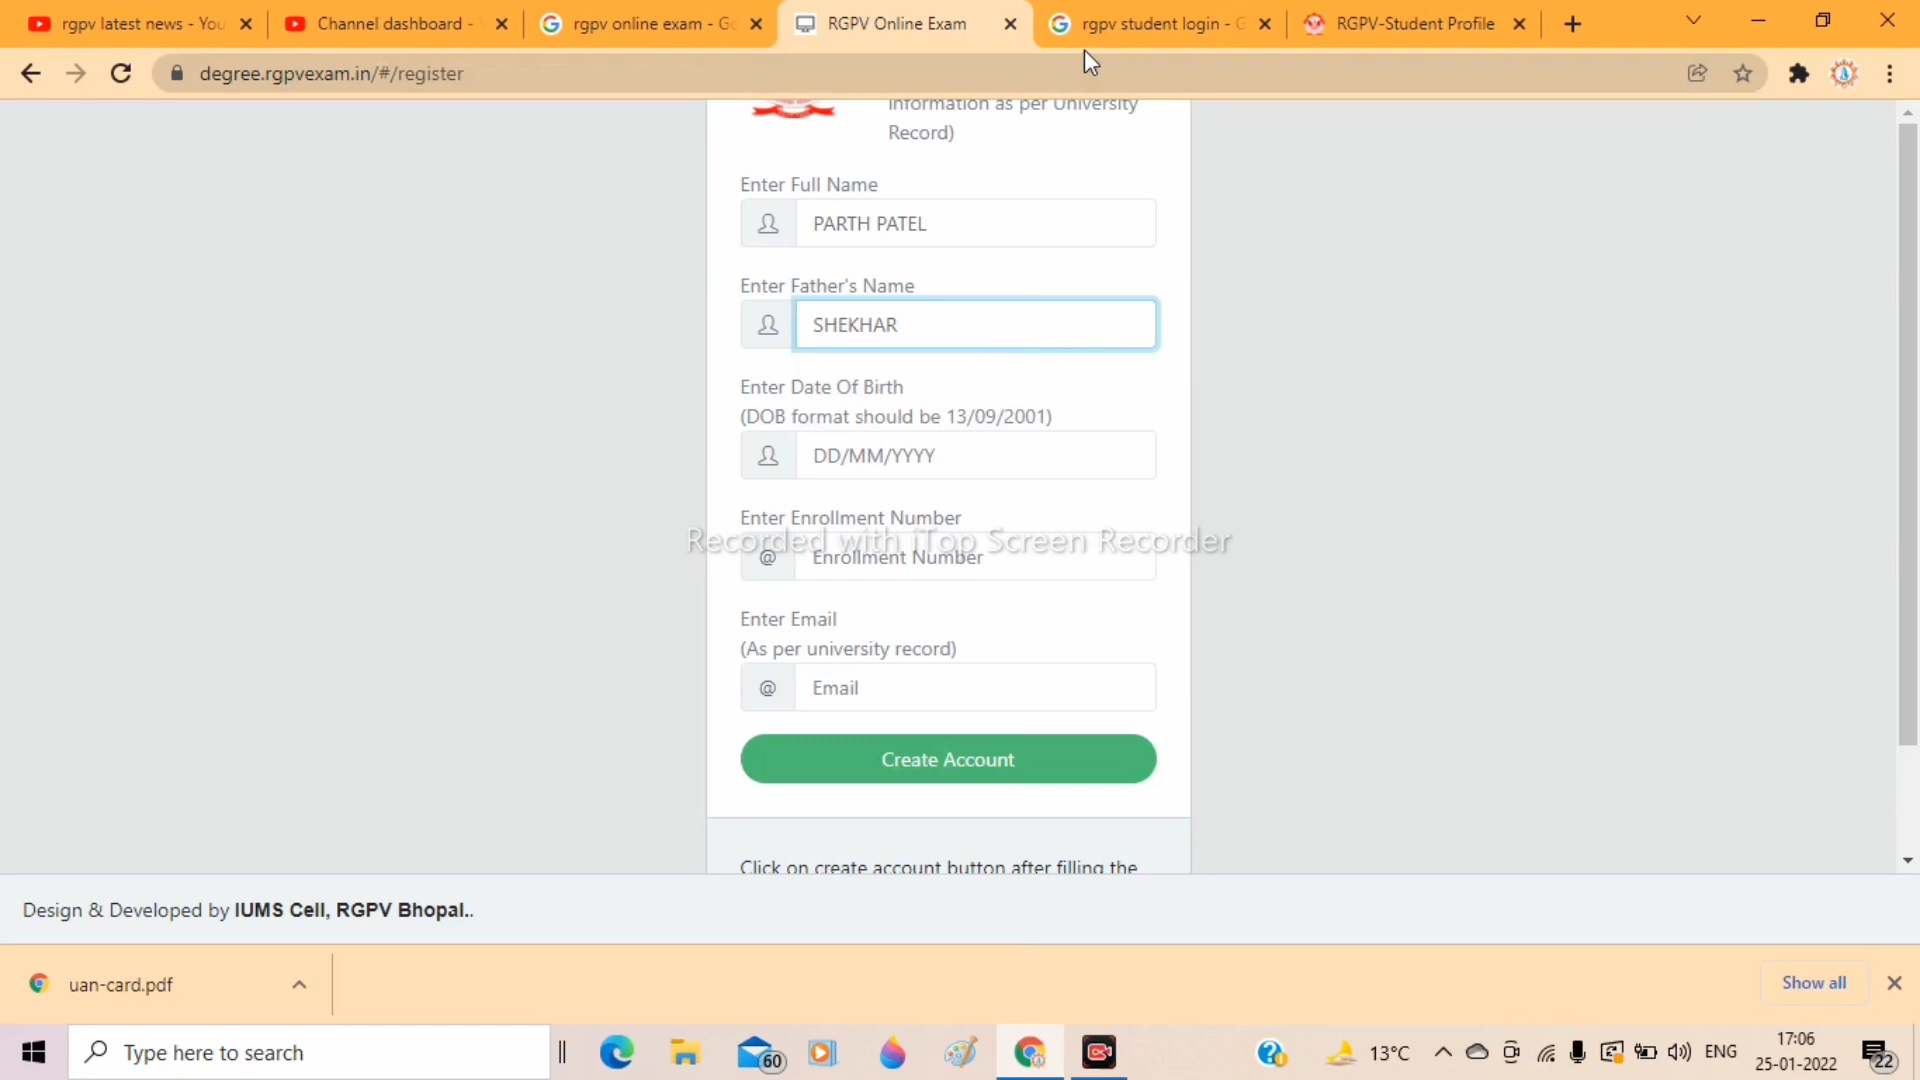 rgpv latest news - You
Channel dashboard -
rgpv online exam - Go
RGPV Online Exam
rgpv student login - G
RGPV-Student Profile
degree.rgpvexam.in/#/register
information as per University
Record)
Enter Full Name
PARTH PATEL
Enter Father's Name
SHEKHAR
Enter Date Of Birth
(DOB format should be 13/09/2001)
DD/MM/YYYY
Enter Enrollment Number
Recorded with iTop Screen Recorder
@ Enrollment Number
Enter Email
(As per university record)
@ Email
Create Account
Click on create account button after filling the
Design & Developed by IUMS Cell, RGPV Bhopal..
uan-card.pdf
Show all
Type here to search
60
13°C
ENG
17:06
25-01-2022
22